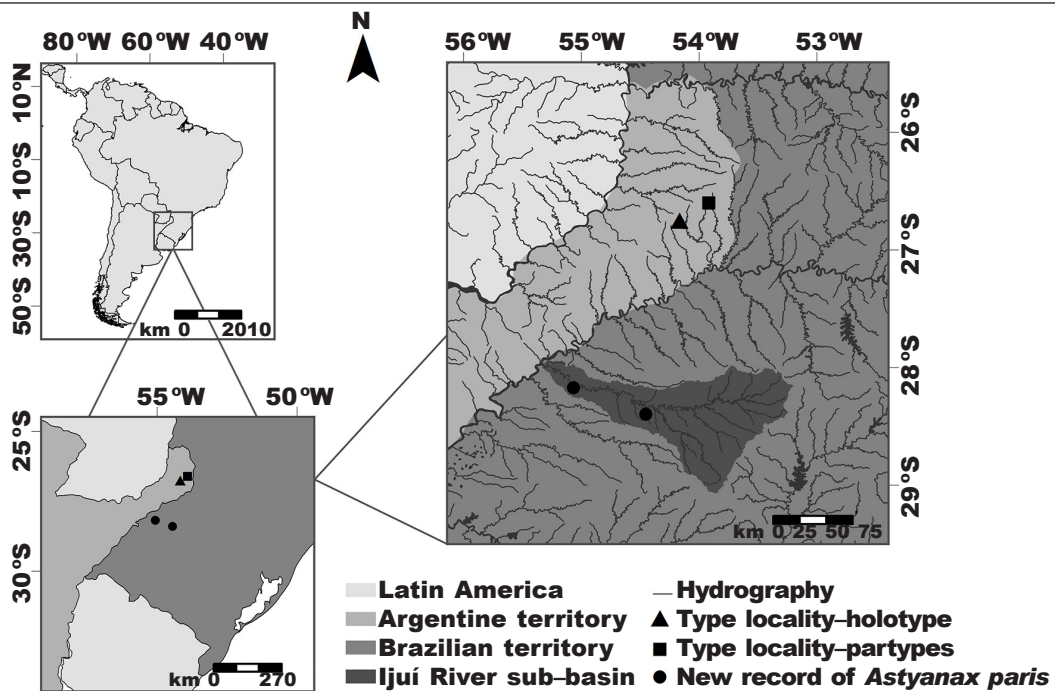 N
80°W 60°W 40°W
10°N
10°S
30°S
50°S
km 0 2010
56°W 55°W 54°W 53°W
26°S
27°S
28°S
29°S
km 0 25 50 75
55°W 50°W
25°S
30°S
km 0 270
Latin America
Argentine territory
Brazilian territory
Ijuí River sub–basin
Hydrography
Type locality–holotype
Type locality–partypes
New record of Astyanax paris